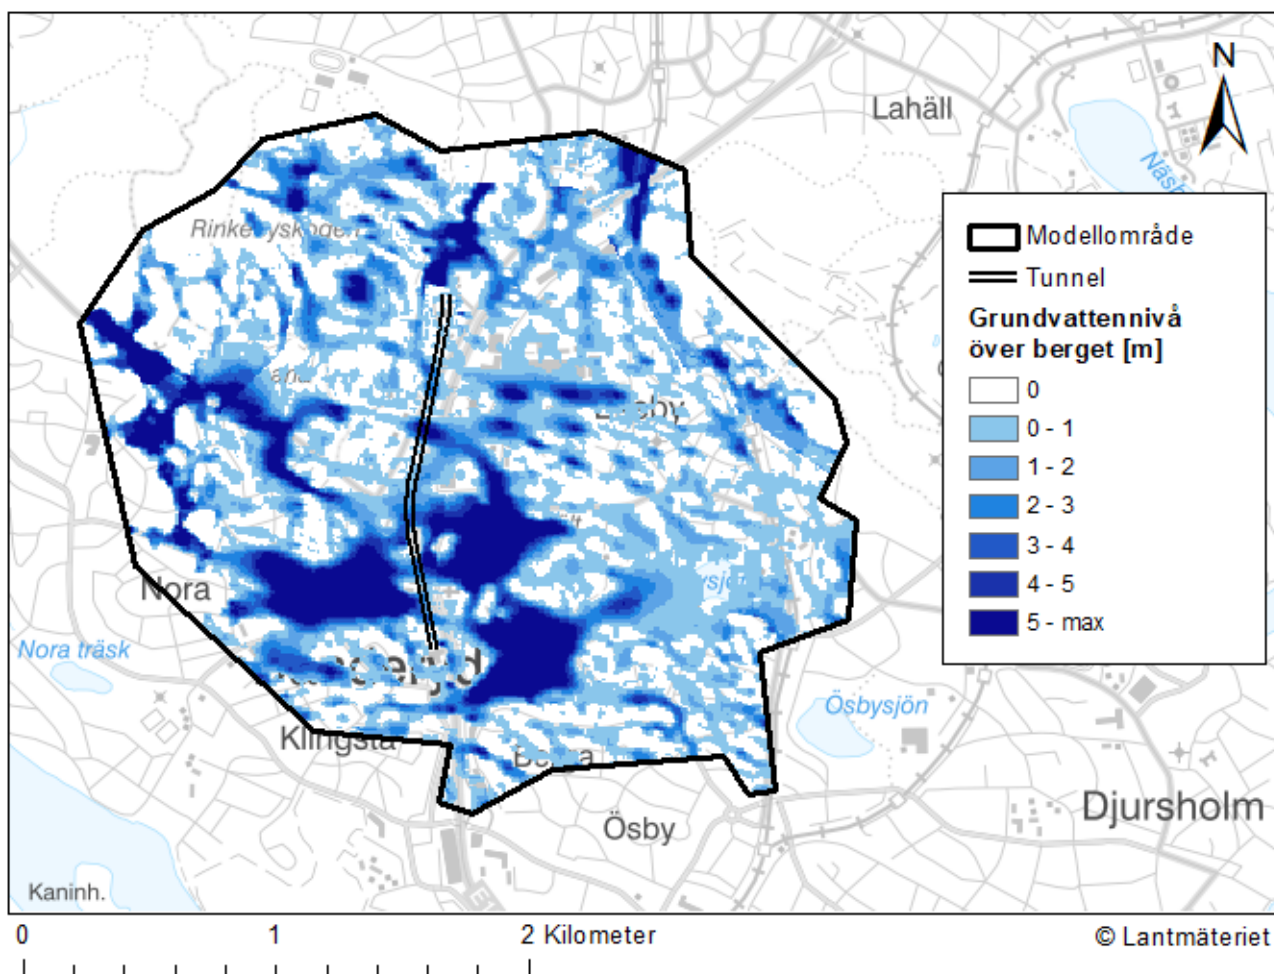 N
Lahäll
Rinkebyskogen
Modellområde
Tunnel
Grundvattennivå
över berget [m]
0
0 - 1
1 - 2
2 - 3
3 - 4
4 - 5
5 - max
Nora
Nora träsk
Ösbysjön
Klingsta
Djursholm
Ösby
Kaninh.
0 1 2 Kilometer
© Lantmäteriet